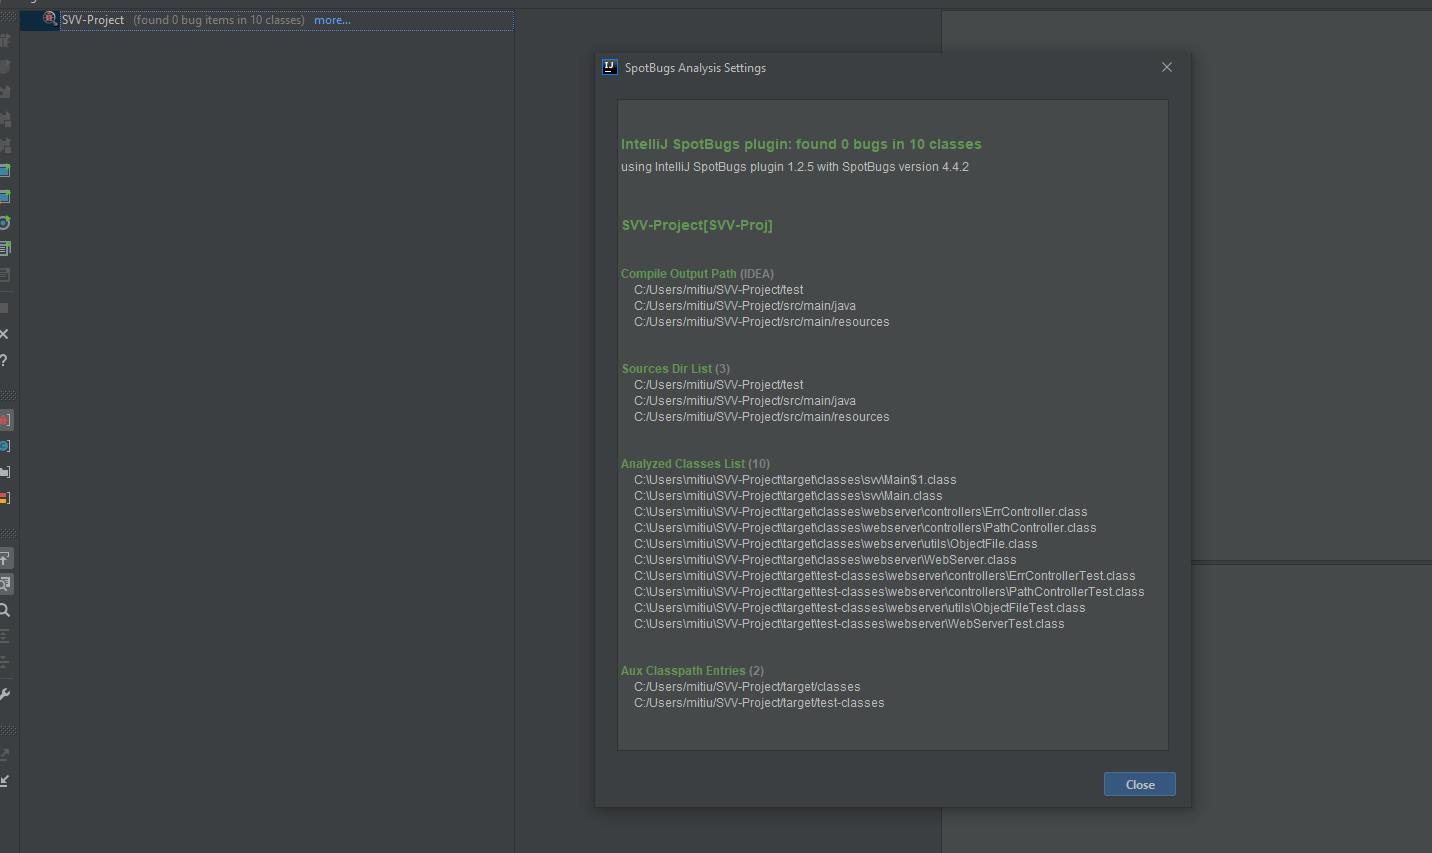 SVV-Project (found 0 bug items in 10 classes) more...
SpotBugs Analysis Settings
IntelliJ SpotBugs plugin: found 0 bugs in 10 classes
using IntelliJ SpotBugs plugin 1.2.5 with SpotBugs version 4.4.2
SVV-Project[SVV-Proj]
Compile Output Path (IDEA)
C:/Users/mitiu/SVV-Project/test
C:/Users/mitiu/SVV-Project/src/main/java
C:/Users/mitiu/SVV-Project/src/main/resources
Sources Dir List (3)
C:/Users/mitiu/SVV-Project/test
C:/Users/mitiu/SVV-Project/src/main/java
C:/Users/mitiu/SVV-Project/src/main/resources
Analyzed Classes List (10)
C:\Users\mitiu\SVV-Project\target\classes\svv\Main$1.class
C:\Users\mitiu\SVV-Project\target\classes\svv\Main.class
C:\Users\mitiu\SVV-Project\target\classes\webserver\controllers\ErrController.class
C:\Users\mitiu\SVV-Project\target\classes\webserver\controllers\PathController.class
C:\Users\mitiu\SVV-Project\target\classes\webserver\utils\ObjectFile.class
C:\Users\mitiu\SVV-Project\target\classes\webserver\WebServer.class
C:\Users\mitiu\SVV-Project\target\test-classes\webserver\controllers\ErrControllerTest.class
C:\Users\mitiu\SVV-Project\target\test-classes\webserver\controllers\PathControllerTest.class
C:\Users\mitiu\SVV-Project\target\test-classes\webserver\utils\ObjectFileTest.class
C:\Users\mitiu\SVV-Project\target\test-classes\webserver\WebServerTest.class
Aux Classpath Entries (2)
C:/Users/mitiu/SVV-Project/target/classes
C:/Users/mitiu/SVV-Project/target/test-classes
Close